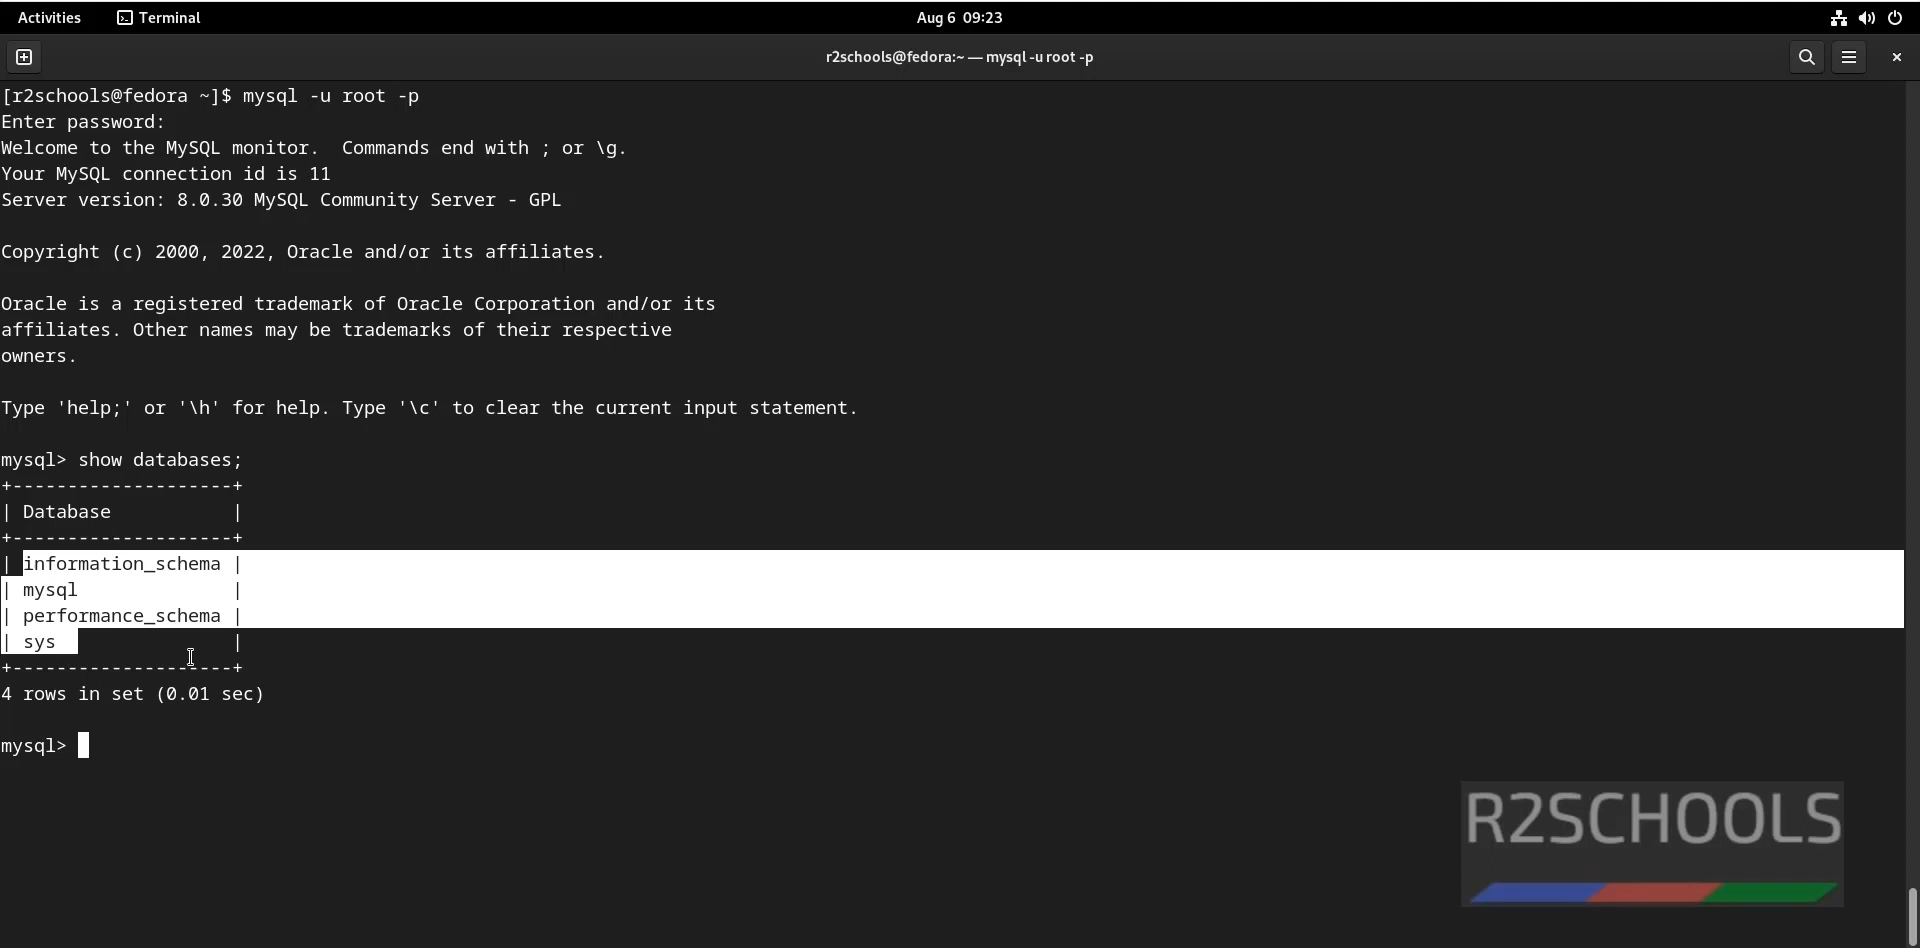 Activities Terminal Aug 6 09:23
r2schools@fedora:~ — mysql -u root -p
[r2schools@fedora ~]$ mysql -u root -p
Enter password:
Welcome to the MySQL monitor.  Commands end with ; or \g.
Your MySQL connection id is 11
Server version: 8.0.30 MySQL Community Server - GPL
Copyright (c) 2000, 2022, Oracle and/or its affiliates.
Oracle is a registered trademark of Oracle Corporation and/or its
affiliates. Other names may be trademarks of their respective
owners.
Type 'help;' or '\h' for help. Type '\c' to clear the current input statement.
mysql> show databases;
+--------------------+
| Database           |
+--------------------+
| information_schema |
| mysql              |
| performance_schema |
| sys                |
+--------------------+
4 rows in set (0.01 sec)
mysql>
R2SCHOOLS